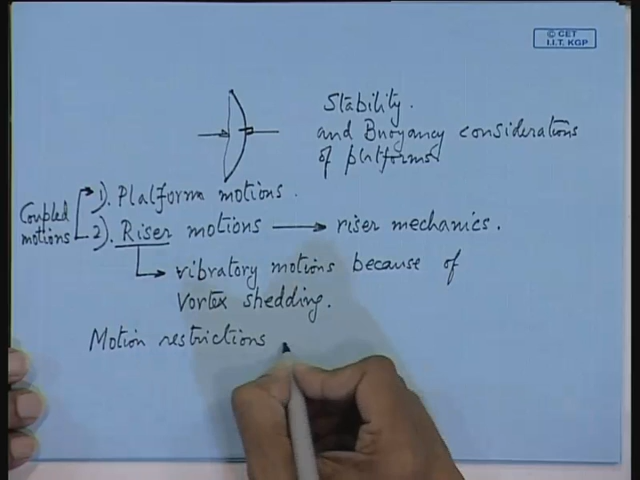 © CET
I.I.T. KGP
Stability.
and Buoyancy considerations
of platforms
1). Platform motions.
Coupled
motions
2). Riser motions → riser mechanics.
vibratory motions because of
Vortex shedding.
Motion restrictions